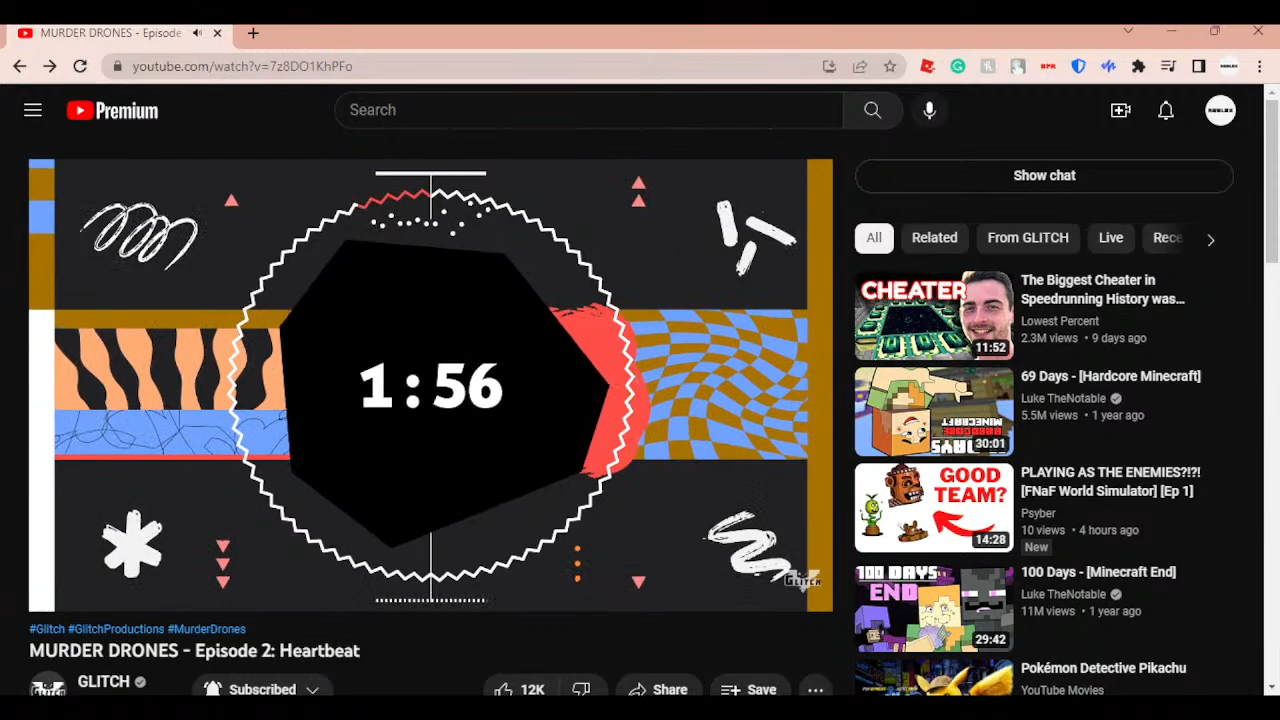 MURDER DRONES - Episode
youtube.com/watch?v=7z8DO1KhPFo
Premium
Search
ROBLOX
1:56
GLITCH
#Glitch #GlitchProductions #MurderDrones
MURDER DRONES - Episode 2: Heartbeat
GLITCH
Subscribed
12K
Share
Save
Show chat
All
Related
From GLITCH
Live
Rece
CHEATER
11:52
The Biggest Cheater in
Speedrunning History was...
Lowest Percent
2.3M views • 9 days ago
HARDCORE MINECRAFT
DAYS
30:01
69 Days - [Hardcore Minecraft]
Luke TheNotable
5.5M views • 1 year ago
GOOD
TEAM?
14:28
PLAYING AS THE ENEMIES?!?!
[FNaF World Simulator] [Ep 1]
Psyber
10 views • 4 hours ago
New
100 DAYS
END
29:42
100 Days - [Minecraft End]
Luke TheNotable
11M views • 1 year ago
Pokémon Detective Pikachu
YouTube Movies